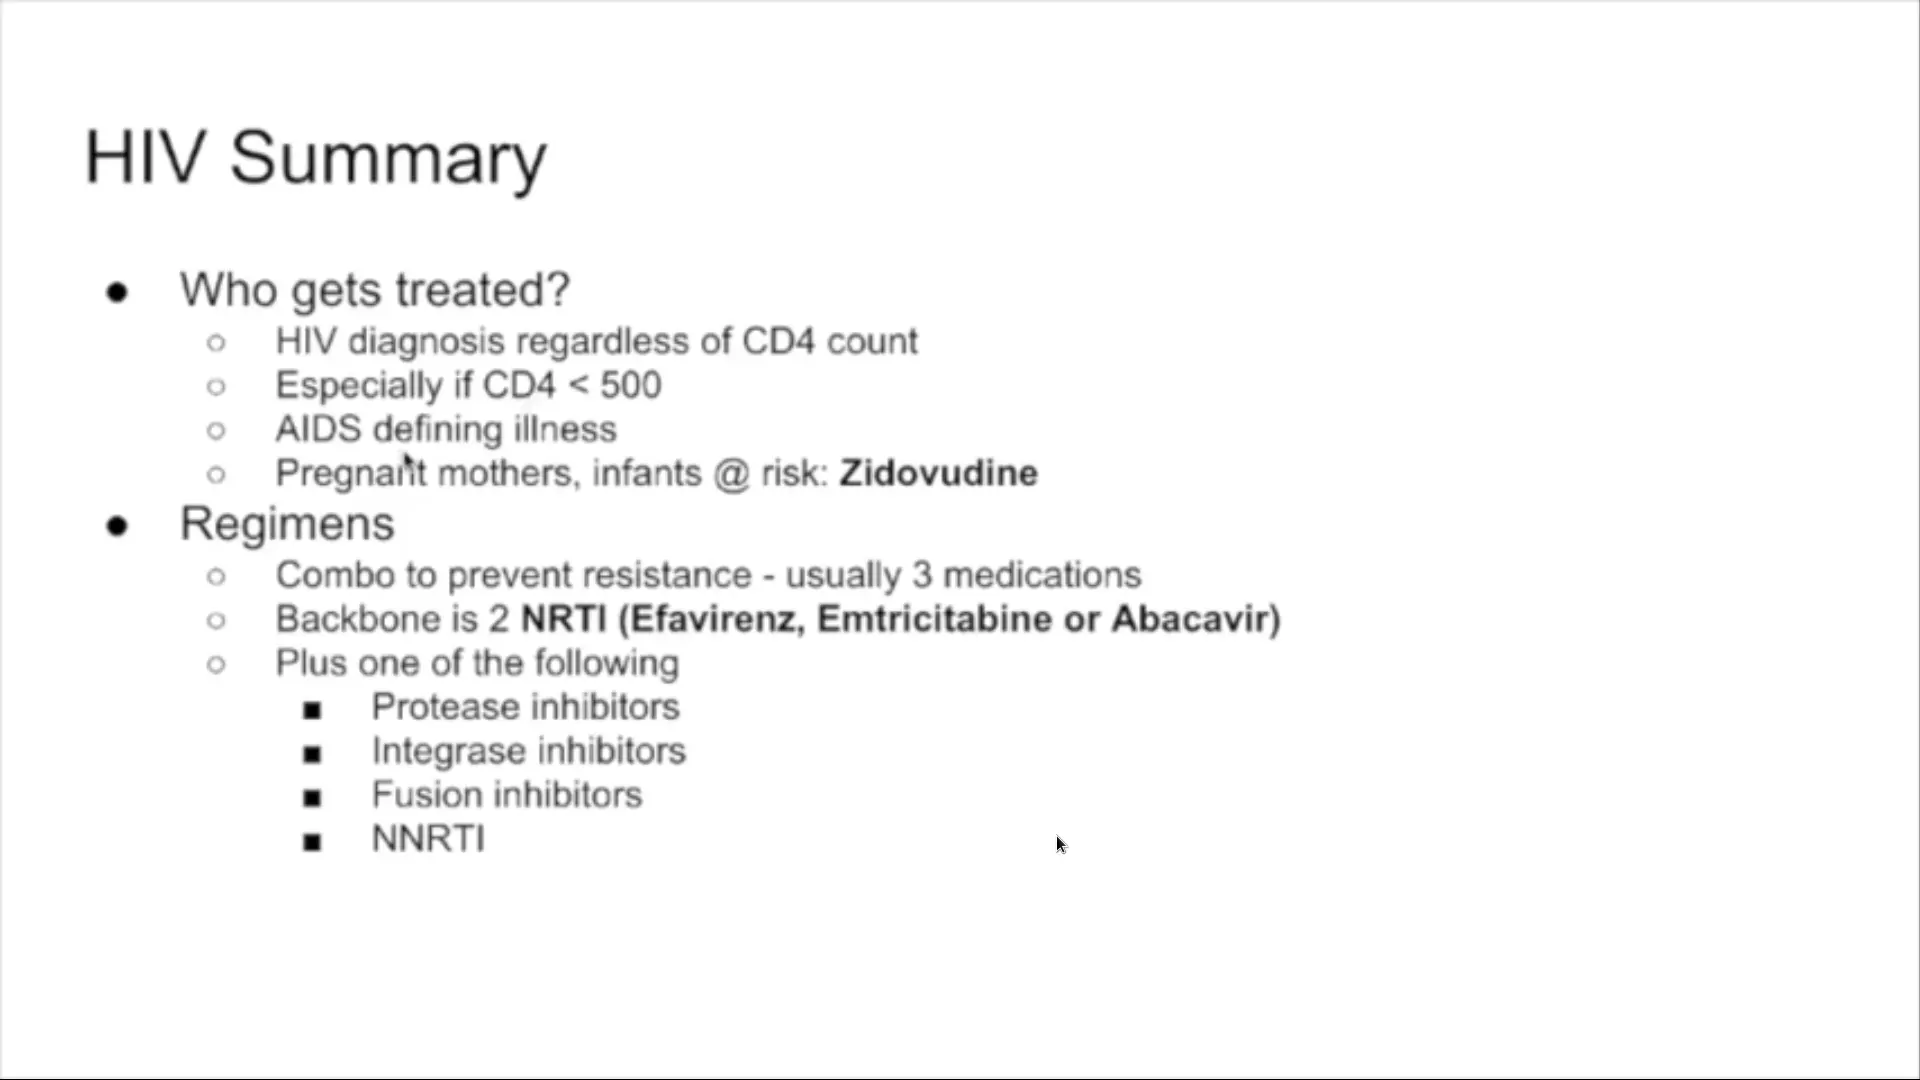 HIV Summary
● Who gets treated?
○ HIV diagnosis regardless of CD4 count
○ Especially if CD4 < 500
○ AIDS defining illness
○ Pregnant mothers, infants @ risk: Zidovudine
● Regimens
○ Combo to prevent resistance - usually 3 medications
○ Backbone is 2 NRTI (Efavirenz, Emtricitabine or Abacavir)
○ Plus one of the following
■ Protease inhibitors
■ Integrase inhibitors
■ Fusion inhibitors
■ NNRTI